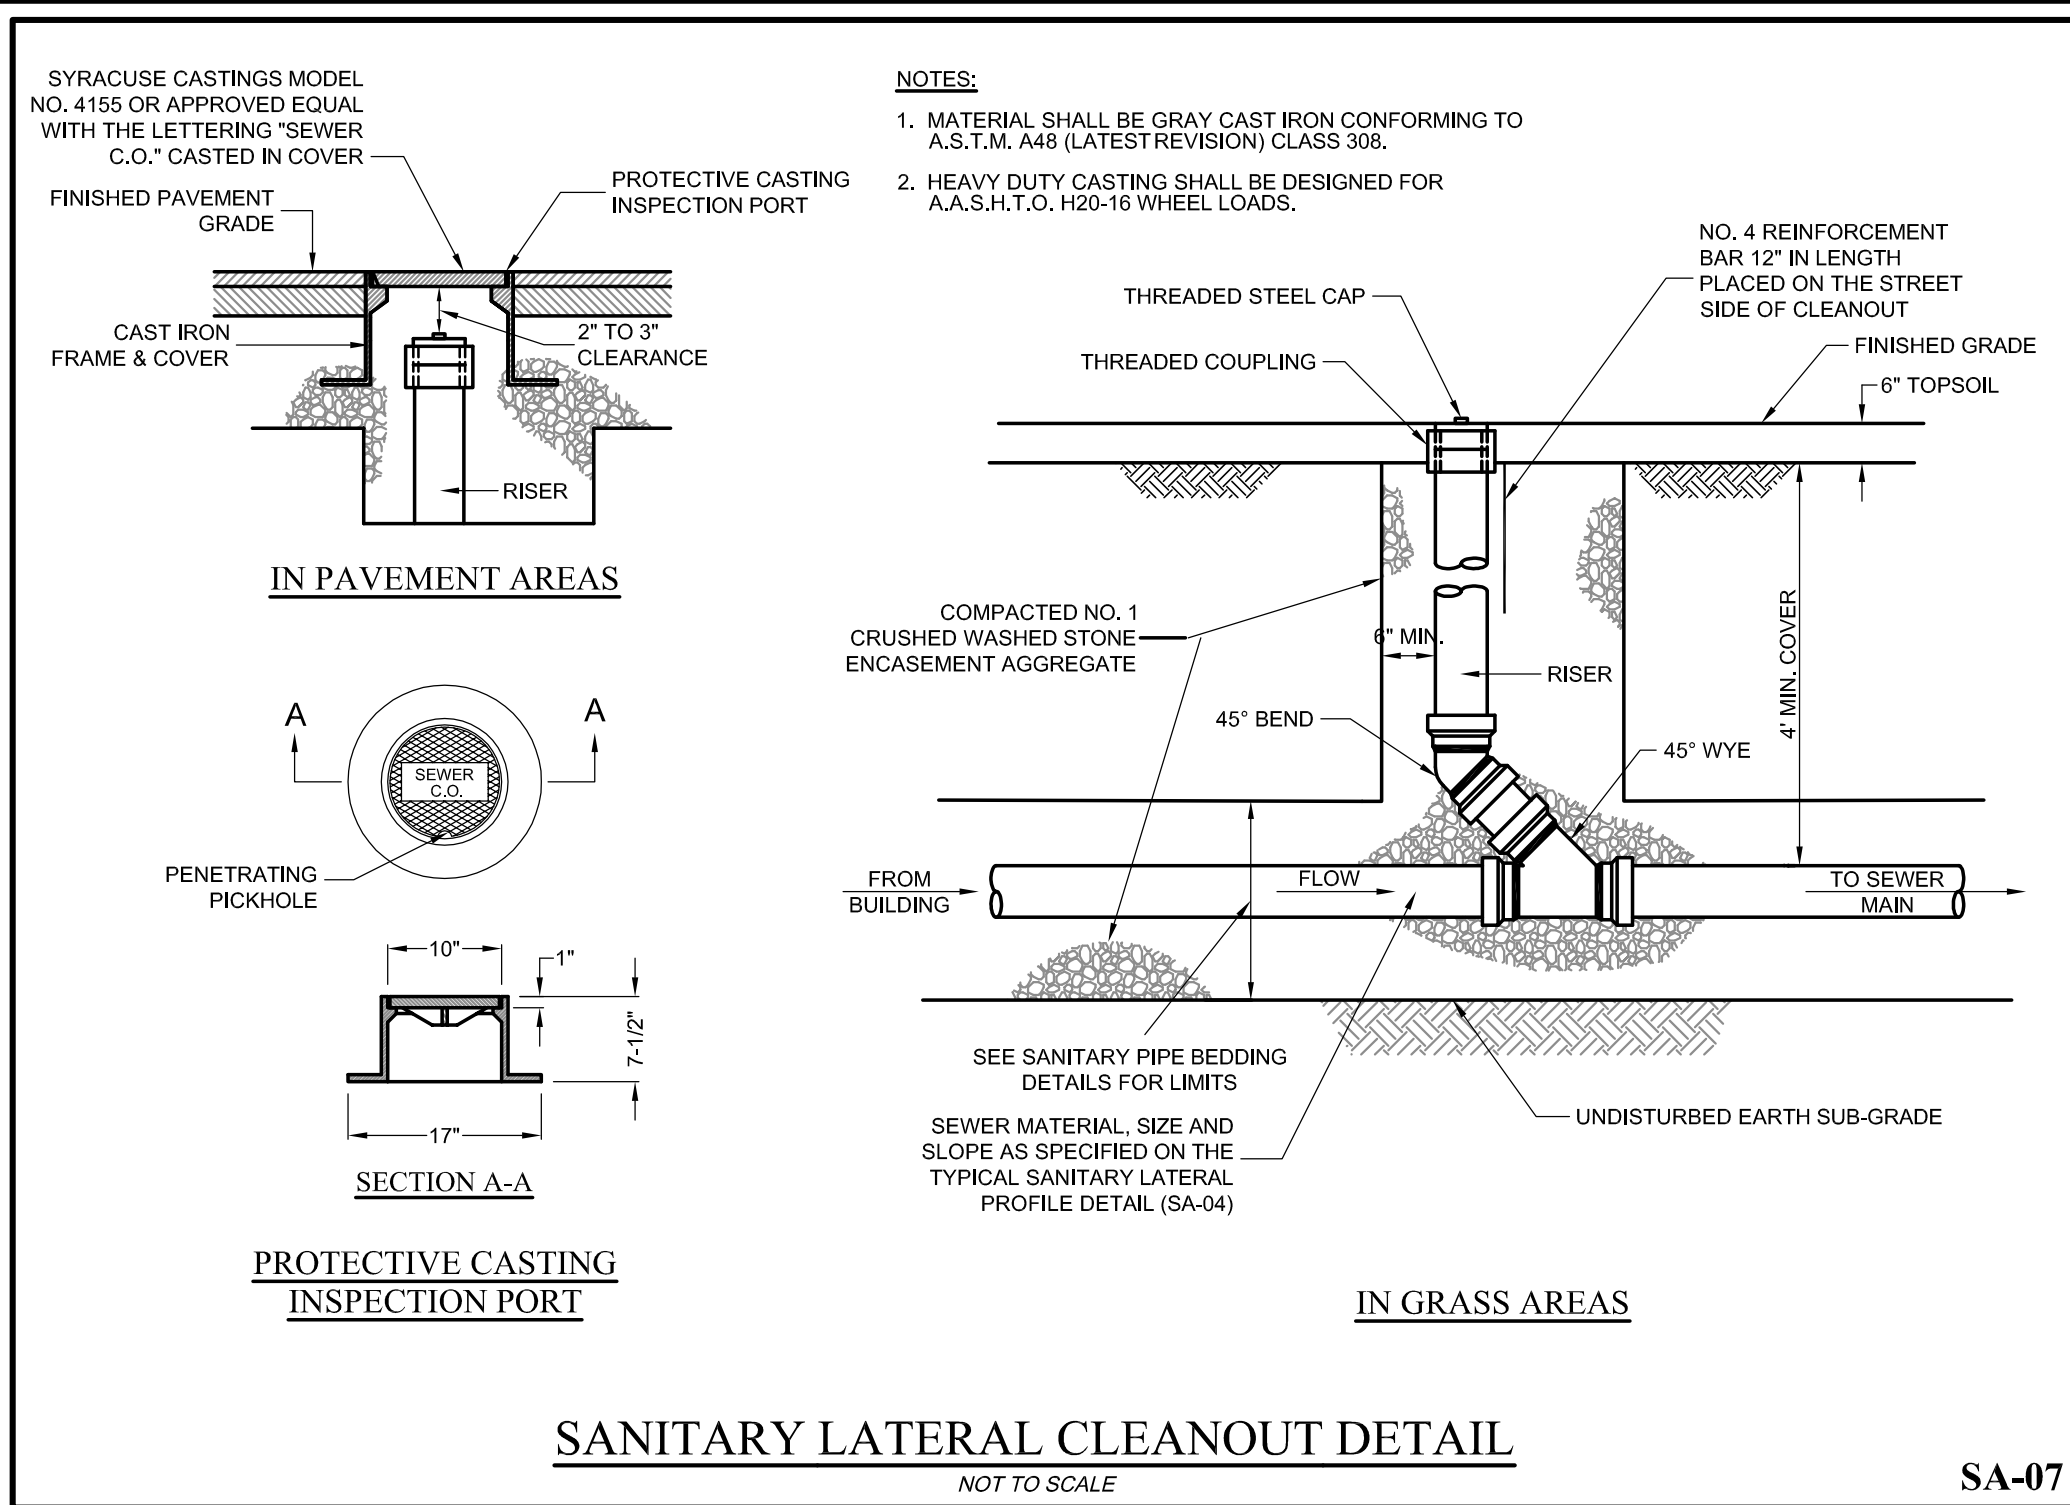 SYRACUSE CASTINGS MODEL
NO. 4155 OR APPROVED EQUAL
WITH THE LETTERING "SEWER
C.O." CASTED IN COVER
FINISHED PAVEMENT
GRADE
PROTECTIVE CASTING
INSPECTION PORT
CAST IRON
FRAME & COVER
2" TO 3"
CLEARANCE
RISER
IN PAVEMENT AREAS
A
A
SEWER
C.O.
PENETRATING
PICKHOLE
10"
1"
7-1/2"
17"
SECTION A-A
PROTECTIVE CASTING
INSPECTION PORT
NOTES:
1. MATERIAL SHALL BE GRAY CAST IRON CONFORMING TO
A.S.T.M. A48 (LATEST REVISION) CLASS 308.
2. HEAVY DUTY CASTING SHALL BE DESIGNED FOR
A.A.S.H.T.O. H20-16 WHEEL LOADS.
NO. 4 REINFORCEMENT
BAR 12" IN LENGTH
PLACED ON THE STREET
SIDE OF CLEANOUT
THREADED STEEL CAP
THREADED COUPLING
FINISHED GRADE
6" TOPSOIL
COMPACTED NO. 1
CRUSHED WASHED STONE
ENCASEMENT AGGREGATE
6" MIN.
RISER
4' MIN. COVER
45° BEND
45° WYE
FROM
BUILDING
FLOW
TO SEWER
MAIN
SEE SANITARY PIPE BEDDING
DETAILS FOR LIMITS
SEWER MATERIAL, SIZE AND
SLOPE AS SPECIFIED ON THE
TYPICAL SANITARY LATERAL
PROFILE DETAIL (SA-04)
UNDISTURBED EARTH SUB-GRADE
IN GRASS AREAS
SANITARY LATERAL CLEANOUT DETAIL
NOT TO SCALE
SA-07